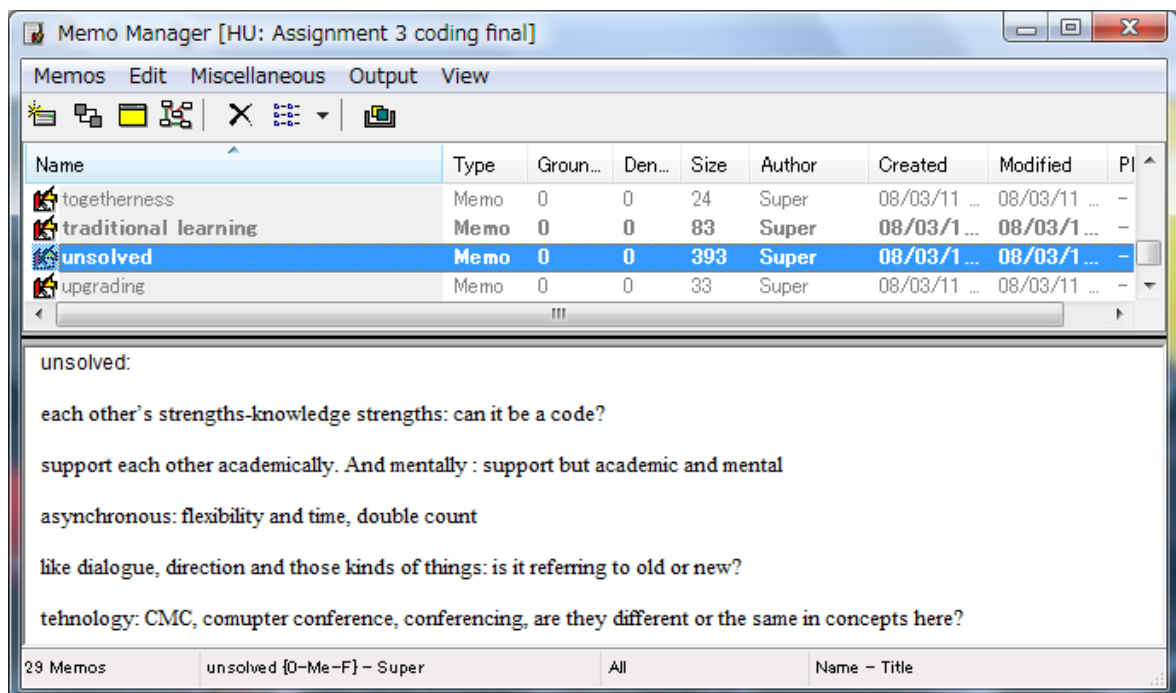 Memo Manager [HU: Assignment 3 coding final]
Memos Edit Miscellaneous Output View
Name Type Groun... Den... Size Author Created Modified Pl
togetherness Memo 0 0 24 Super 08/03/11 ... 08/03/11 ... -
traditional learning Memo 0 0 83 Super 08/03/1... 08/03/1... -
unsolved Memo 0 0 393 Super 08/03/1... 08/03/1... -
upgrading Memo 0 0 33 Super 08/03/11 ... 08/03/11 ... -
unsolved:
each other's strengths-knowledge strengths: can it be a code?
support each other academically. And mentally : support but academic and mental
asynchronous: flexibility and time, double count
like dialogue, direction and those kinds of things: is it referring to old or new?
tehnology: CMC, comupter conference, conferencing, are they different or the same in concepts here?
29 Memos unsolved {0-Me-F} - Super All Name - Title